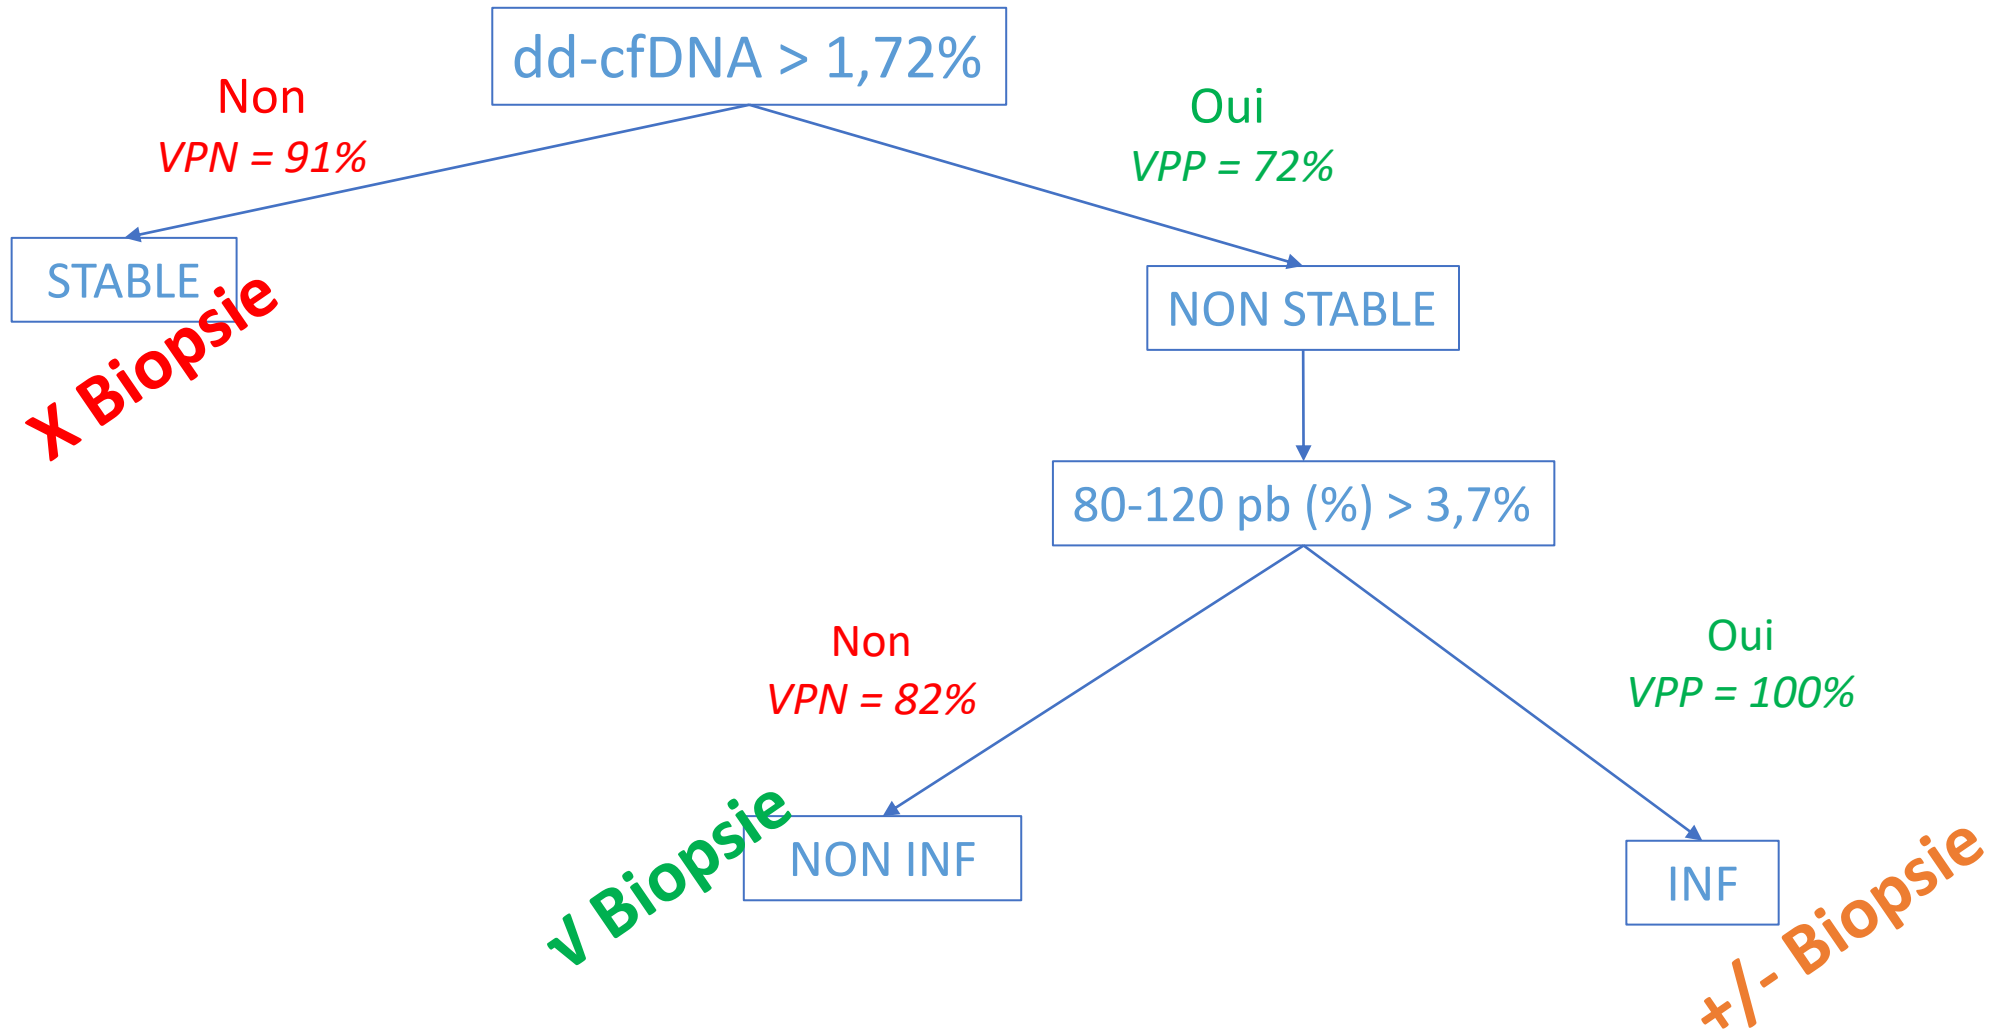 dd-cfDNA > 1,72%
Non
VPN = 91%
Oui
VPP = 72%
STABLE
X Biopsie
NON STABLE
80-120 pb (%) > 3,7%
Non
VPN = 82%
Oui
VPP = 100%
NON INF
√ Biopsie
INF
+/- Biopsie